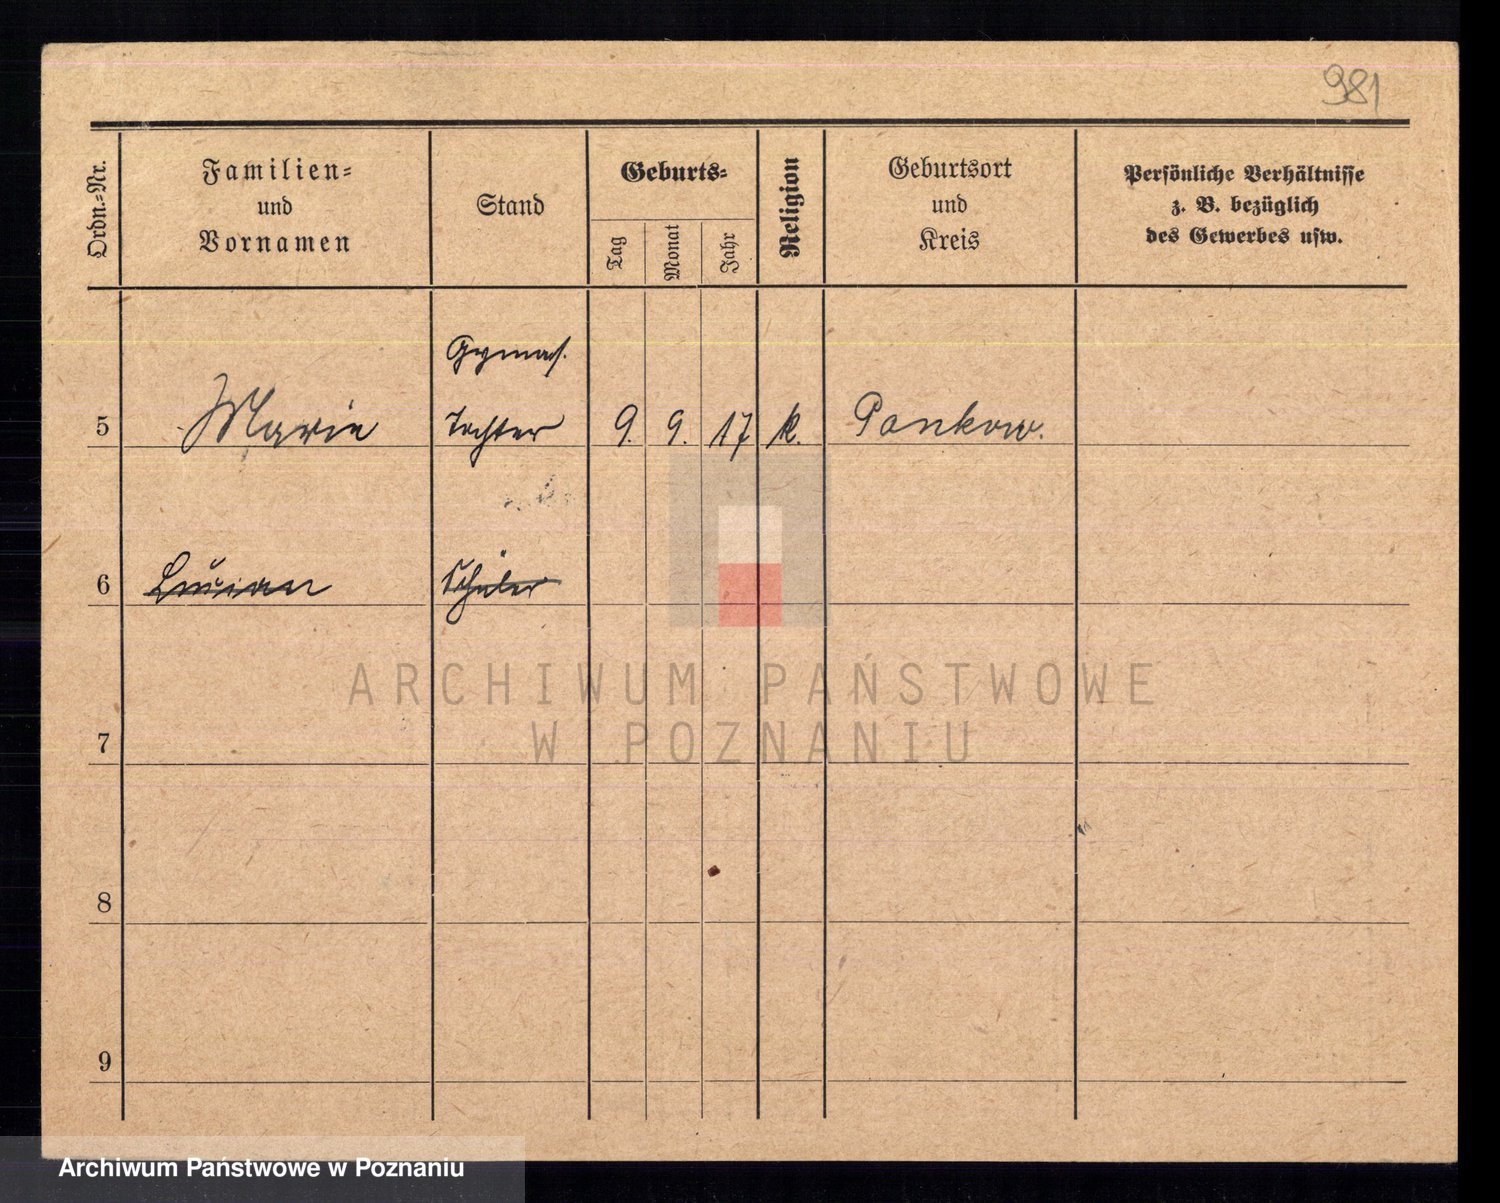 981
Ordn.-Nr.
Familien-
und
Vornamen
Stand
Geburts-
Tag
Monat
Jahr
Religion
Geburtsort
und
Kreis
Persönliche Verhältnisse
z. B. bezüglich
des Gewerbes usw.
5 Marie Tochter 9. 9. 17 k. Pankow.
6 Lucian Schüler
ARCHIWUM PAŃSTWOWE
W POZNANIU
7
8
9
Archiwum Państwowe w Poznaniu